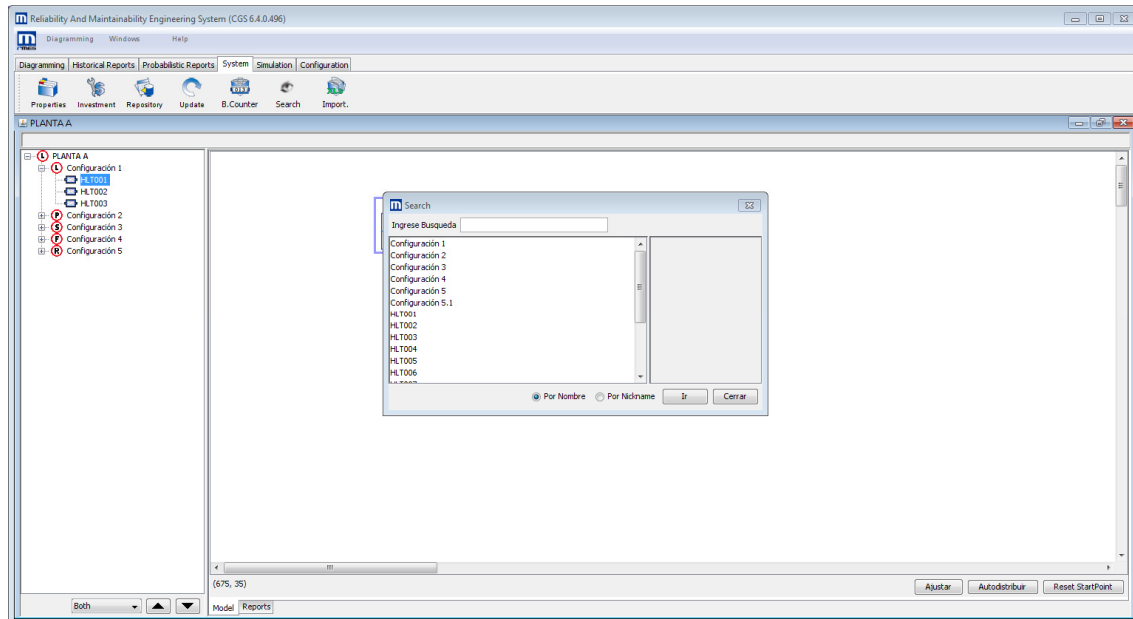 Reliability And Maintainability Engineering System (CGS 6.4.0.496)
Diagramming Windows Help
Diagramming Historical Reports Probabilistic Reports System Simulation Configuration
Properties Investment Repository Update B.Counter Search Import.
PLANTA A
PLANTA A
Configuración 1
HLT001
HLT002
HLT003
Configuración 2
Configuración 3
Configuración 4
Configuración 5
Search
Ingrese Busqueda
Configuración 1
Configuración 2
Configuración 3
Configuración 4
Configuración 5
Configuración 5.1
HLT001
HLT002
HLT003
HLT004
HLT005
HLT006
Por Nombre Por Nickname Ir Cerrar
(675, 35)
Ajustar Autodistribuir Reset StartPoint
Both
Model Reports